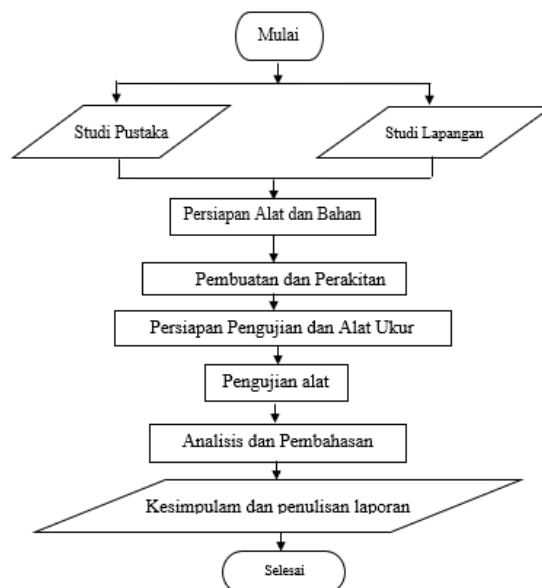 Mulai
Studi Pustaka
Studi Lapangan
Persiapan Alat dan Bahan
Pembuatan dan Perakitan
Persiapan Pengujian dan Alat Ukur
Pengujian alat
Analisis dan Pembahasan
Kesimpulam dan penulisan laporan
Selesai